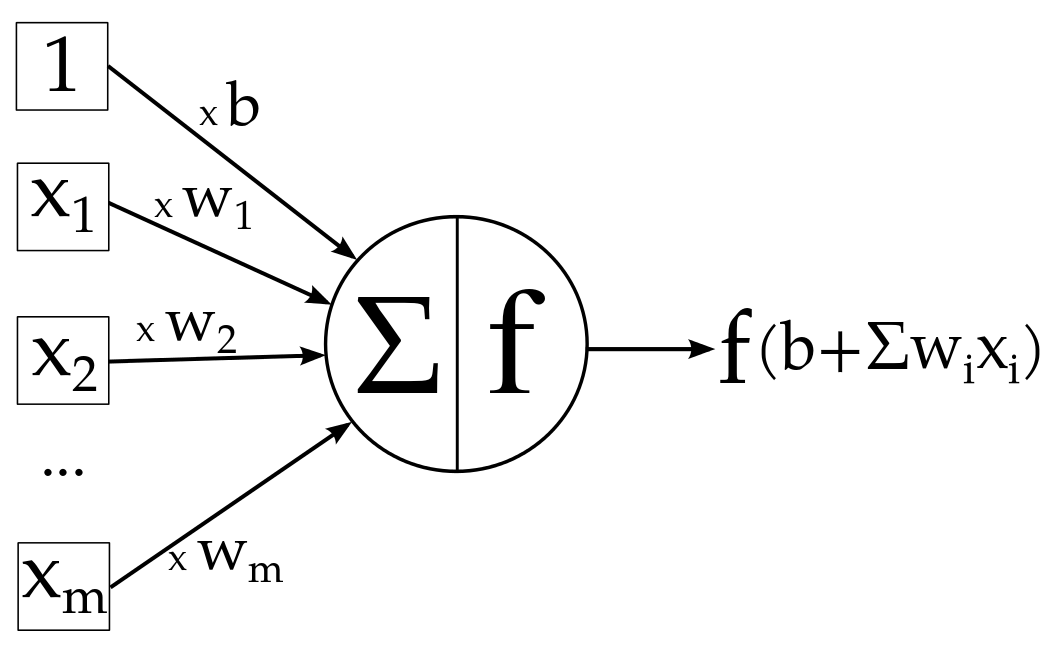 1
x b
x₁
x w₁
x₂
x w₂
Σ f
f(b+Σwᵢxᵢ)
...
xₘ
x wₘ